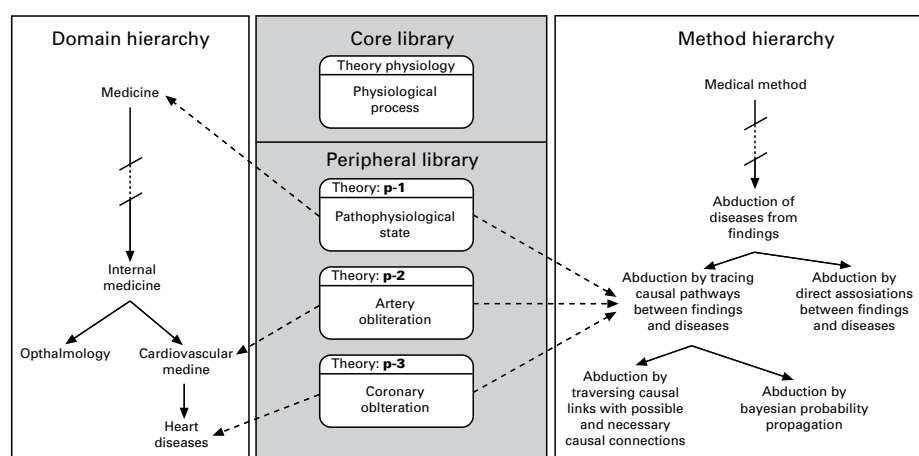 Domain hierarchy
Medicine
Internal
medicine
Opthalmology
Cardiovasular
medine
Heart
diseases
Core library
Theory physiology
Physiological
process
Peripheral library
Theory: p-1
Pathophysiological
state
Theory: p-2
Artery
obliteration
Theory: p-3
Coronary
oblteration
Method hierarchy
Medical method
Abduction of
diseases from
findings
Abduction by tracing
causal pathways
between findings
and diseases
Abduction by
direct assosiations
between findings
and diseases
Abduction by
traversing causal
links with possible
and necessary
causal connections
Abduction by
bayesian probability
propagation